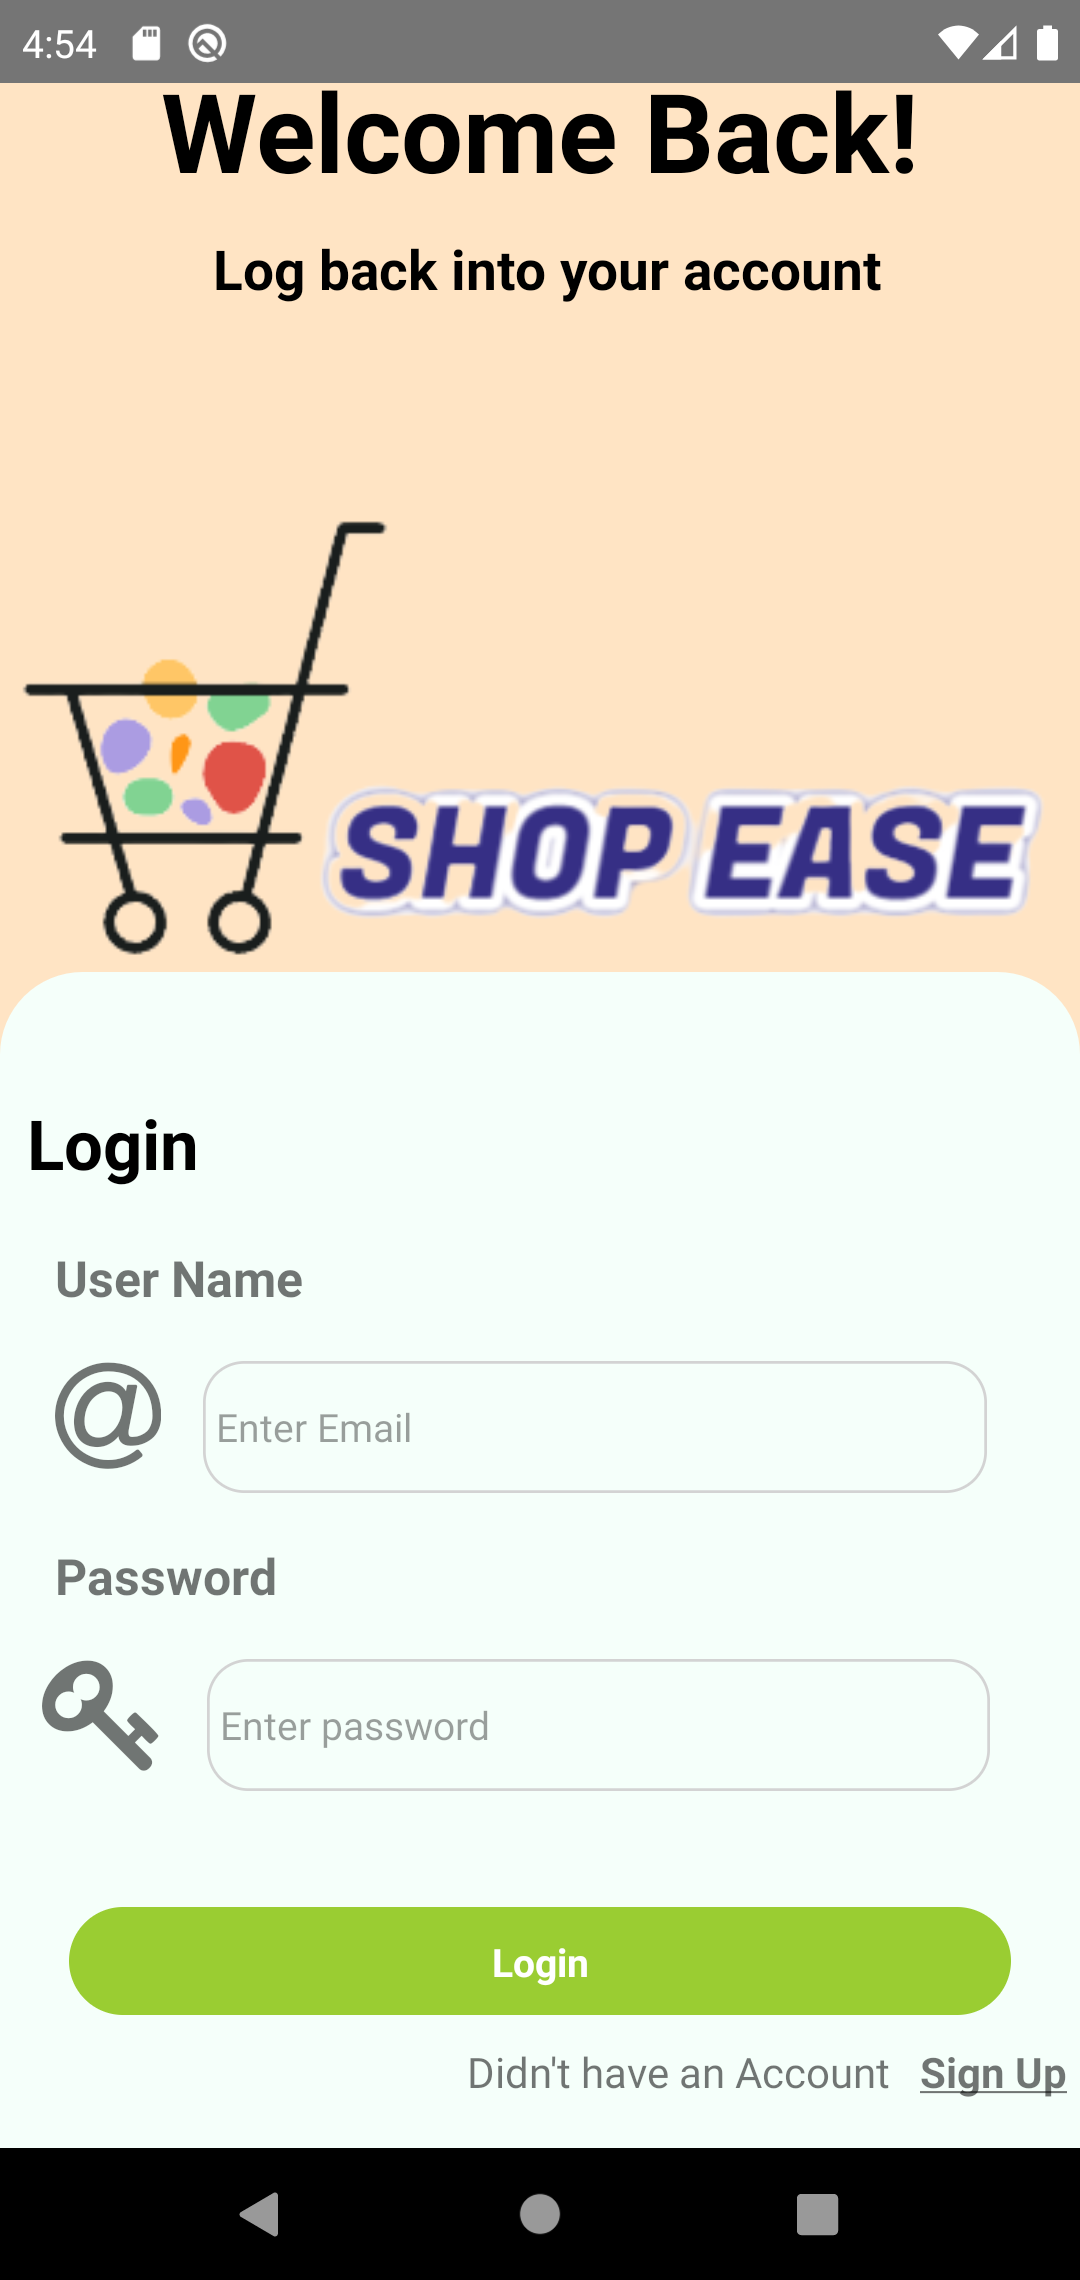 4:54
Welcome Back!
Log back into your account
SHOP EASE
Login
User Name
@ Enter Email
Password
Enter password
Login
Didn't have an Account Sign Up